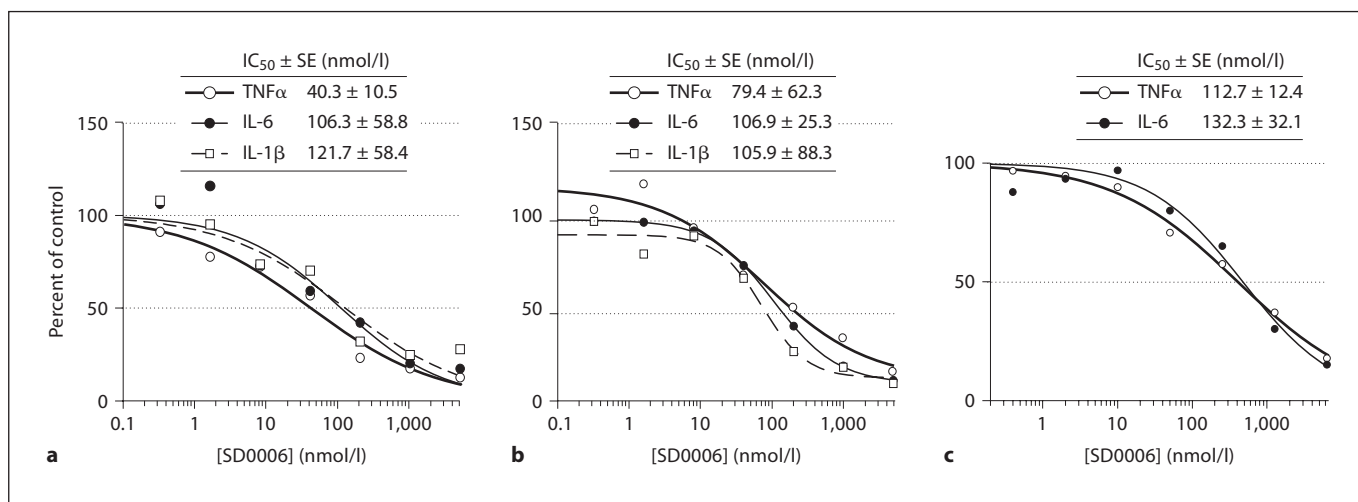 IC50 ± SE (nmol/l)
TNFα 40.3 ± 10.5
IL-6 106.3 ± 58.8
IL-1β 121.7 ± 58.4
150
100
50
0
Percent of control
0.1 1 10 100 1,000
[SD0006] (nmol/l)
a
IC50 ± SE (nmol/l)
TNFα 79.4 ± 62.3
IL-6 106.9 ± 25.3
IL-1β 105.9 ± 88.3
150
100
50
0
0.1 1 10 100 1,000
[SD0006] (nmol/l)
b
IC50 ± SE (nmol/l)
TNFα 112.7 ± 12.4
IL-6 132.3 ± 32.1
100
50
0
1 10 100 1,000
[SD0006] (nmol/l)
c